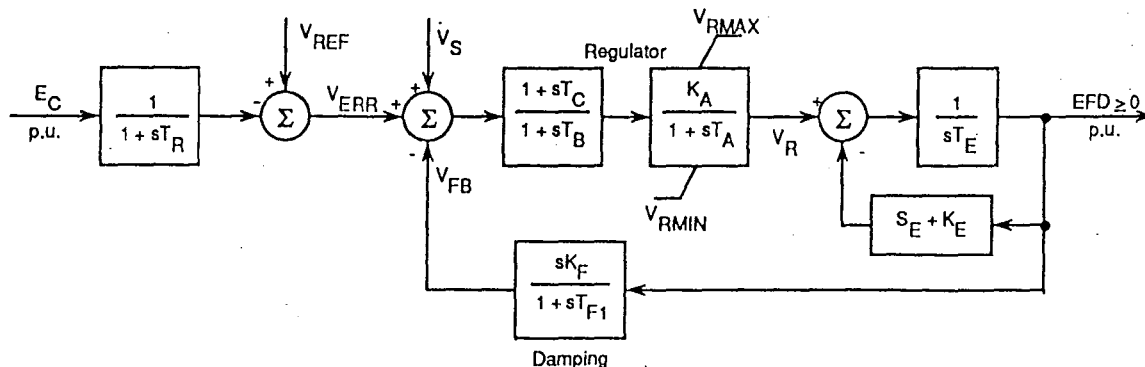 E_C
p.u.
1
1 + sT_R
V_REF
+
-
Σ
V_ERR
V_S
+
+
-
Σ
V_FB
1 + sT_C
1 + sT_B
Regulator
V_RMAX
K_A
1 + sT_A
V_RMIN
V_R
+
-
Σ
1
sT_E
EFD ≥ 0
p.u.
S_E + K_E
sK_F
1 + sT_F1
Damping